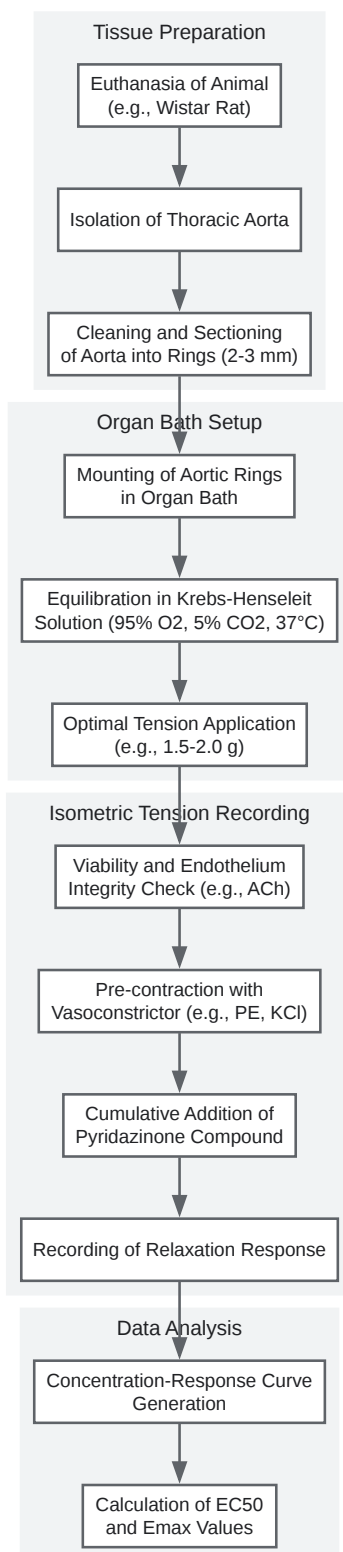 Tissue Preparation
Euthanasia of Animal
(e.g., Wistar Rat)
Isolation of Thoracic Aorta
Cleaning and Sectioning
of Aorta into Rings (2-3 mm)
Organ Bath Setup
Mounting of Aortic Rings
in Organ Bath
Equilibration in Krebs-Henseleit
Solution (95% O2, 5% CO2, 37°C)
Optimal Tension Application
(e.g., 1.5-2.0 g)
Isometric Tension Recording
Viability and Endothelium
Integrity Check (e.g., ACh)
Pre-contraction with
Vasoconstrictor (e.g., PE, KCl)
Cumulative Addition of
Pyridazinone Compound
Recording of Relaxation Response
Data Analysis
Concentration-Response Curve
Generation
Calculation of EC50
and Emax Values